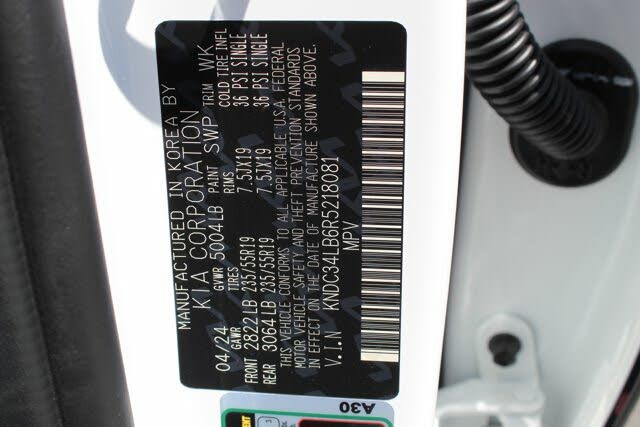 MANUFACTURED IN KOREA BY
KIA CORPORATION
04/24 GVWR 5004LB PAINT SWP TRIM WK
GAWR TIRES RIMS COLD TIRE INFL
FRONT 2822LB 235/55R19 7.5JX19 36 PSI SINGLE
REAR 3064LB 235/55R19 7.5JX19 36 PSI SINGLE
THIS VEHICLE CONFORMS TO ALL APPLICABLE U.S.A. FEDERAL
MOTOR VEHICLE SAFETY AND THEFT PREVENTION STANDARDS
IN EFFECT ON THE DATE OF MANUFACTURE SHOWN ABOVE.
V.I.N KNDC34LB6R5218081
MPV
A30